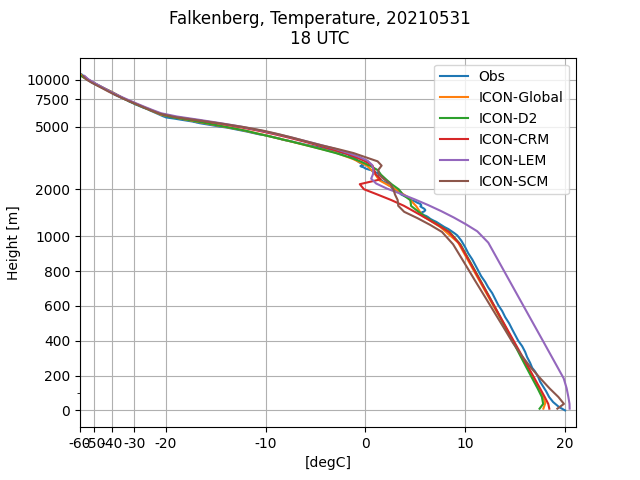 Falkenberg, Temperature, 20210531
18 UTC
Height [m]
10000
7500
5000
2000
1000
800
600
400
200
0
Obs
ICON-Global
ICON-D2
ICON-CRM
ICON-LEM
ICON-SCM
-60 -50 -40 -30 -20 -10 0 10 20
[degC]